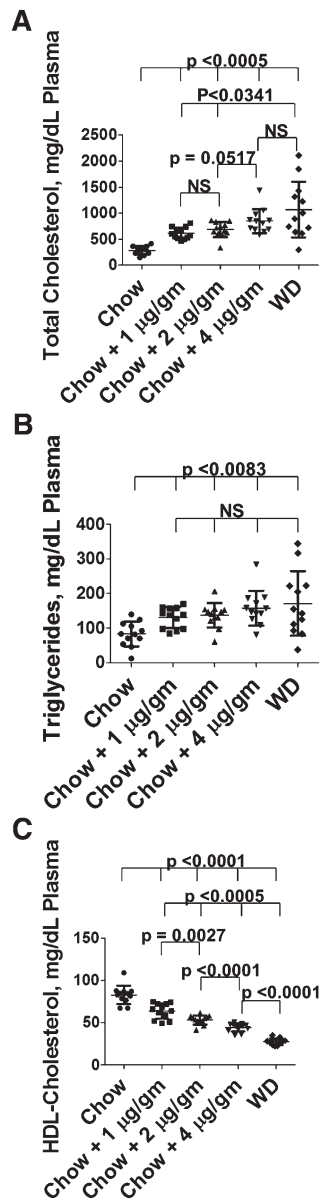 A
p <0.0005
P<0.0341
NS
p = 0.0517
NS
Total Cholesterol, mg/dL Plasma
2500
2000
1500
1000
500
0
Chow
Chow + 1 µg/gm
Chow + 2 µg/gm
Chow + 4 µg/gm
WD
B
p <0.0083
NS
Triglycerides, mg/dL Plasma
400
300
200
100
0
Chow
Chow + 1 µg/gm
Chow + 2 µg/gm
Chow + 4 µg/gm
WD
C
p <0.0001
p <0.0005
p = 0.0027
p <0.0001
p <0.0001
HDL-Cholesterol, mg/dL Plasma
150
100
50
0
Chow
Chow + 1 µg/gm
Chow + 2 µg/gm
Chow + 4 µg/gm
WD